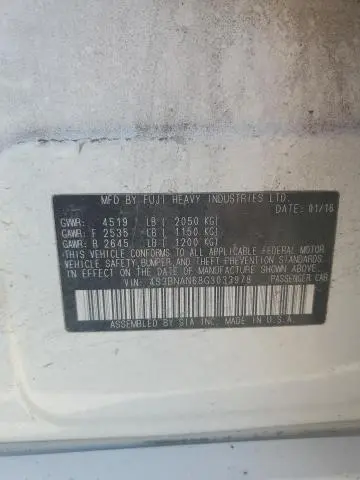 MFD BY FUJI HEAVY INDUSTRIES LTD.
DATE: 01/16
GVWR: 4519 LB ( 2050 KG)
GAWR: F 2535 LB ( 1150 KG)
GAWR: R 2645 LB ( 1200 KG)
THIS VEHICLE CONFORMS TO ALL APPLICABLE FEDERAL MOTOR
VEHICLE SAFETY, BUMPER AND THEFT PREVENTION STANDARDS
IN EFFECT ON THE DATE OF MANUFACTURE SHOWN ABOVE.
VIN: 4S3BNAN68G3033978 PASSENGER CAR
ASSEMBLED BY SIA INC. MADE IN U.S.A.